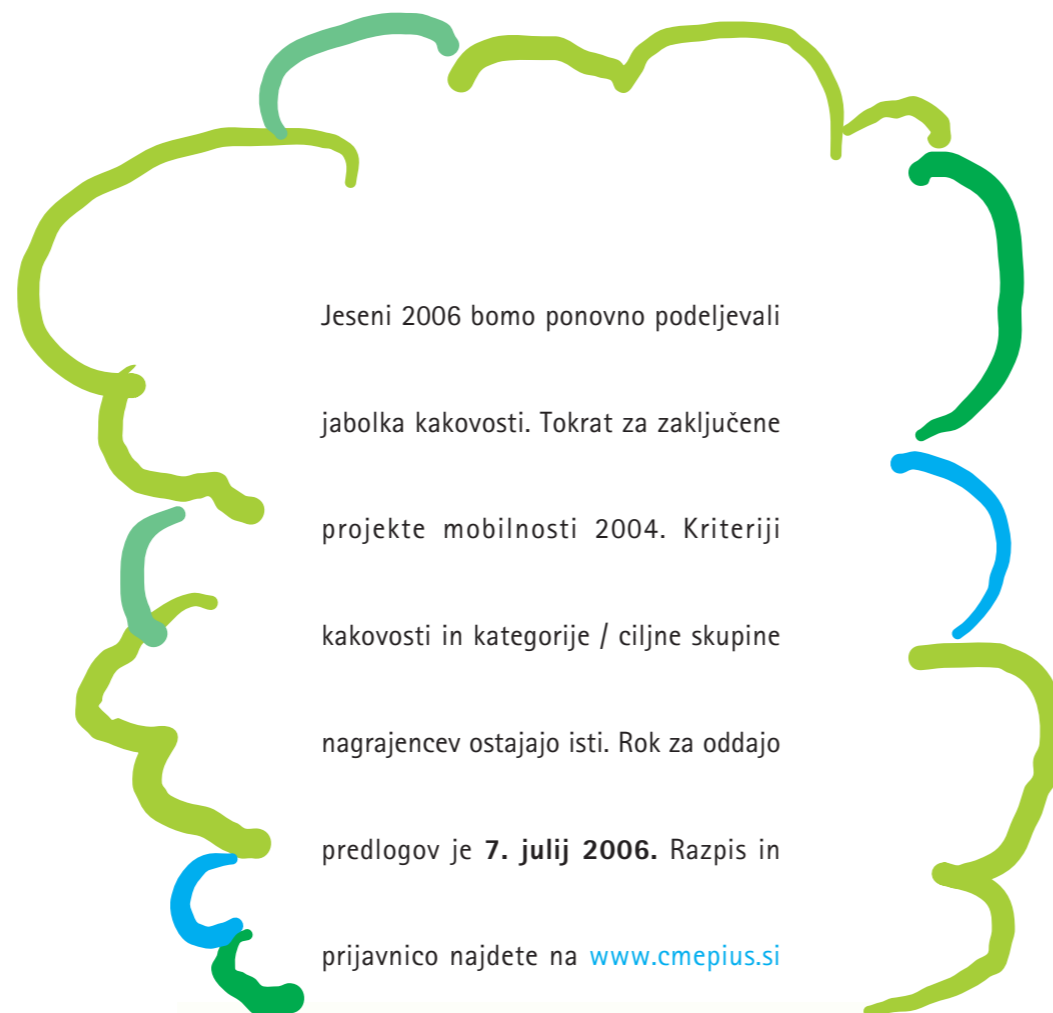 Jeseni 2006 bomo ponovno podeljevali
jabolka kakovosti. Tokrat za zaključene
projekte mobilnosti 2004. Kriteriji
kakovosti in kategorije / ciljne skupine
nagrajencev ostajajo isti. Rok za oddajo
predlogov je 7. julij 2006. Razpis in
prijavnico najdete na www.cmepius.si